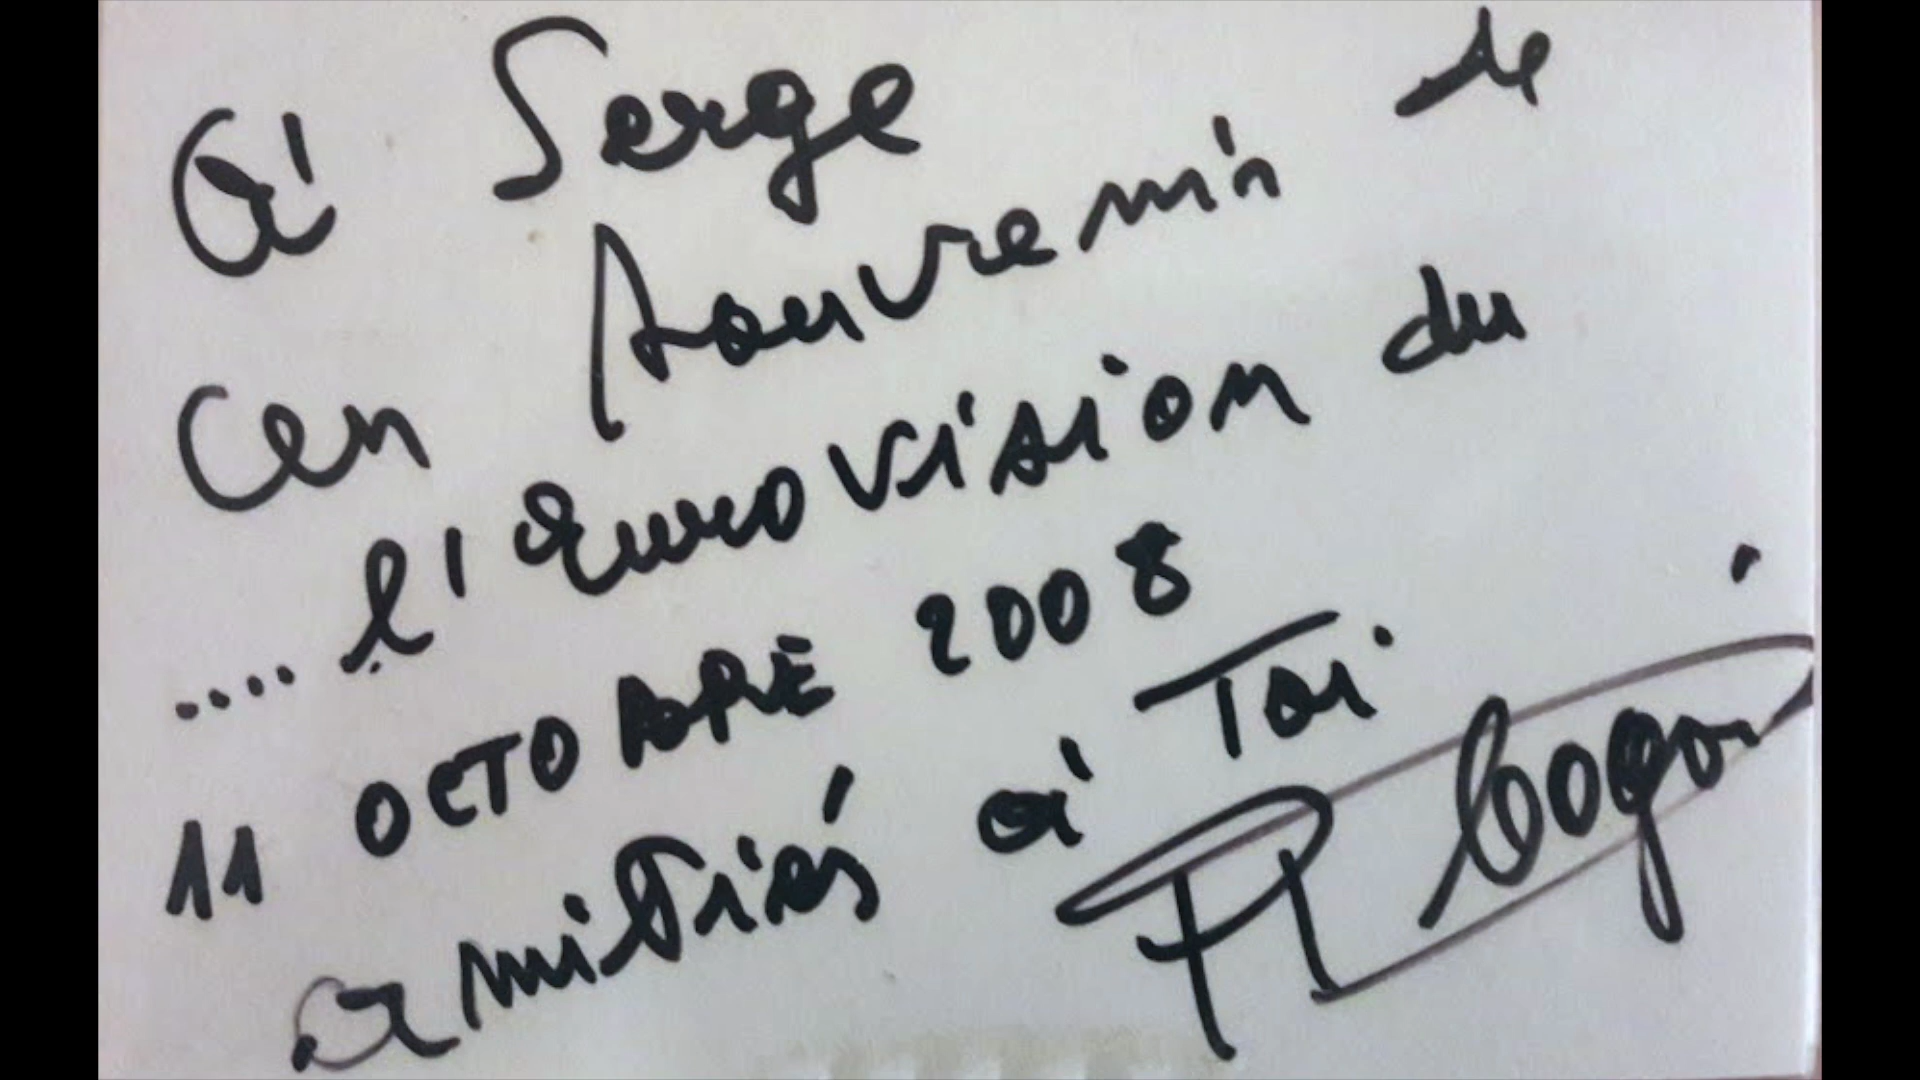 à Serge
en souvenir de
.... l'eurovision du
11 OCTOBRE 2008
amitiés à Toi